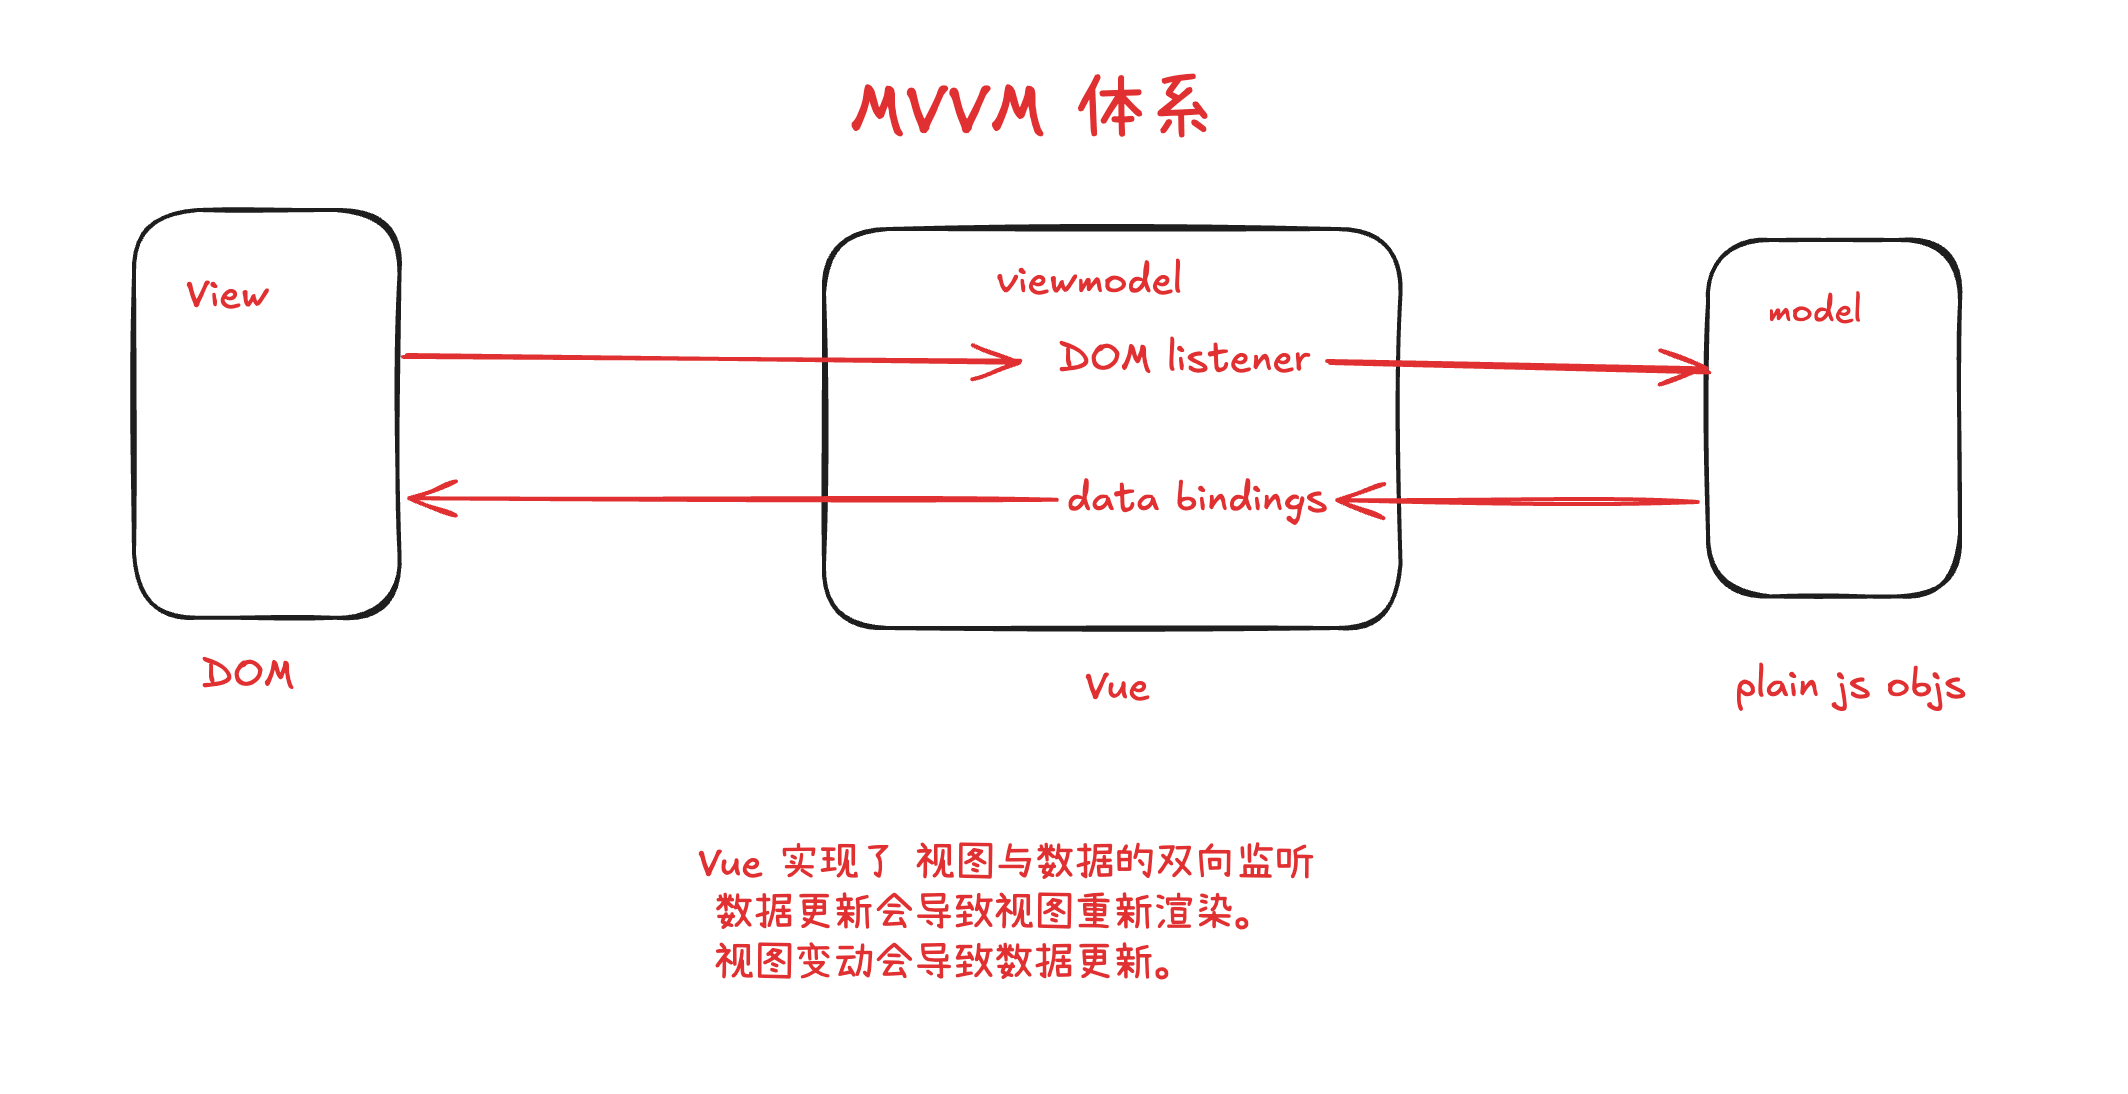 MVVM 体系
View
viewmodel
DOM listener
data bindings
model
DOM
Vue
plain js objs
Vue 实现了 视图与数据的双向监听
数据更新会导致视图重新渲染。
视图变动会导致数据更新。